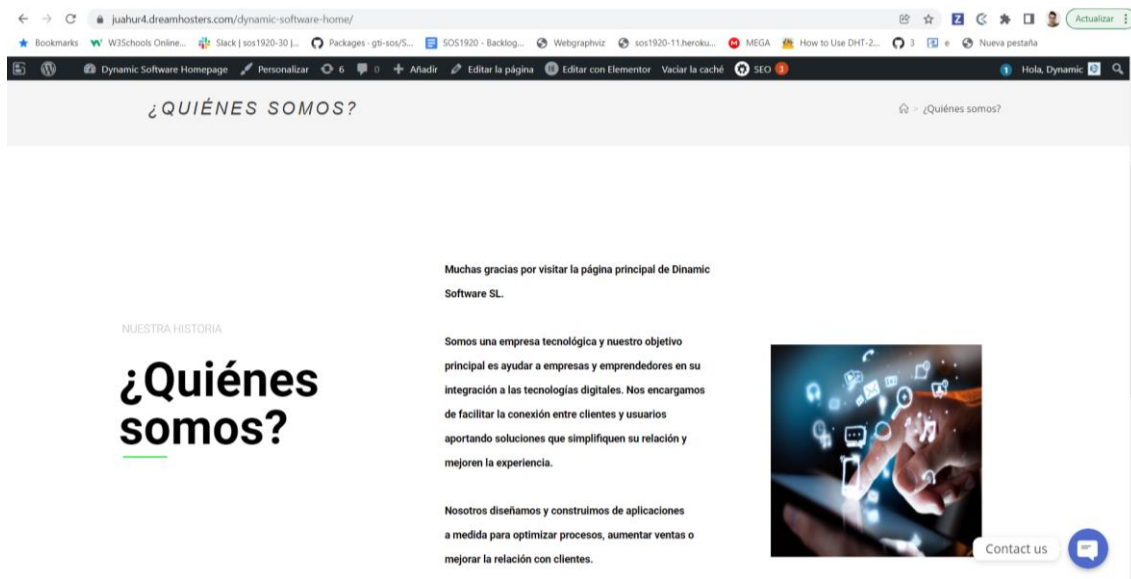 juahur4.dreamhosters.com/dynamic-software-home/
Actualizar
Bookmarks W3Schools Online... Slack | sos1920-30 |... Packages - gti-sos/S... SOS1920 - Backlog... Webgraphviz sos1920-11.heroku... MEGA How to Use DHT-2... 3 e Nueva pestaña
Dynamic Software Homepage Personalizar 6 0 Añadir Editar la página Editar con Elementor Vaciar la caché SEO 3 1 Hola, Dynamic
¿QUIÉNES SOMOS?
> ¿Quiénes somos?
Muchas gracias por visitar la página principal de Dinamic
Software SL.
NUESTRA HISTORIA
¿Quiénes
somos?
Somos una empresa tecnológica y nuestro objetivo
principal es ayudar a empresas y emprendedores en su
integración a las tecnologías digitales. Nos encargamos
de facilitar la conexión entre clientes y usuarios
aportando soluciones que simplifiquen su relación y
mejoren la experiencia.
Nosotros diseñamos y construimos de aplicaciones
a medida para optimizar procesos, aumentar ventas o
mejorar la relación con clientes.
Contact us